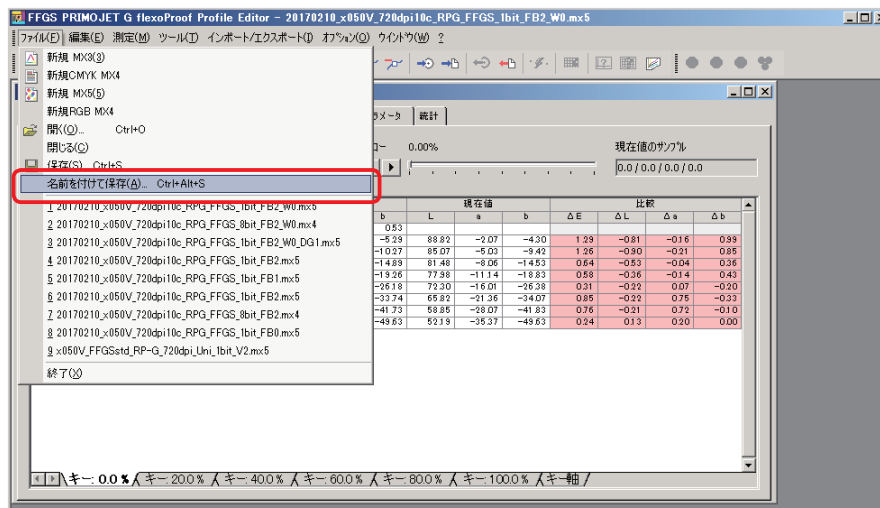 FFGS PRIMOJET G flexoProof Profile Editor - 20170210_x050V_720dpi10c_RPG_FFGS_1bit_FB2_W0.mx5
ファイル(F) 編集(E) 測定(M) ツール(T) インポート/エクスポート(I) オプション(O) ウインドウ(W) ?
新規 MX3(3)
新規CMYK MX4
新規 MX5(5)
新規RGB MX4
開く(O)... Ctrl+O
閉じる(C)
保存(S) Ctrl+S
名前を付けて保存(A)... Ctrl+Alt+S
1 20170210_x050V_720dpi10c_RPG_FFGS_1bit_FB2_W0.mx5
2 20170210_x050V_720dpi10c_RPG_FFGS_8bit_FB2_W0.mx4
3 20170210_x050V_720dpi10c_RPG_FFGS_1bit_FB2_W0_DG1.mx5
4 20170210_x050V_720dpi10c_RPG_FFGS_1bit_FB2.mx5
5 20170210_x050V_720dpi10c_RPG_FFGS_1bit_FB1.mx5
6 20170210_x050V_720dpi10c_RPG_FFGS_8bit_FB2.mx5
7 20170210_x050V_720dpi10c_RPG_FFGS_8bit_FB2.mx4
8 20170210_x050V_720dpi10c_RPG_FFGS_1bit_FB0.mx5
9 x050V_FFGSstd_RP-G_720dpi_Uni_1bit_V2.mx5
終了(X)
ラメータ 統計
ロー 0.00% 現在値のサンプル
0.0 / 0.0 / 0.0 / 0.0
現在値 比較
b L a b ΔE ΔL Δa Δb
0.53
-5.29 88.82 -2.07 -4.30 1.29 -0.81 -0.16 0.99
-10.27 85.07 -5.03 -9.42 1.26 -0.90 -0.21 0.85
-14.89 81.48 -8.06 -14.53 0.64 -0.53 -0.04 0.36
-19.26 77.98 -11.14 -18.83 0.58 -0.36 -0.14 0.43
-26.18 72.30 -16.01 -26.38 0.31 -0.22 0.07 -0.20
-33.74 65.82 -21.36 -34.07 0.85 -0.22 0.75 -0.33
-41.73 58.85 -28.07 -41.83 0.76 -0.21 0.72 -0.10
-49.63 52.19 -35.37 -49.63 0.24 0.13 0.20 0.00
キー: 0.0 % キー: 20.0 % キー: 40.0 % キー: 60.0 % キー: 80.0 % キー: 100.0 % キー軸